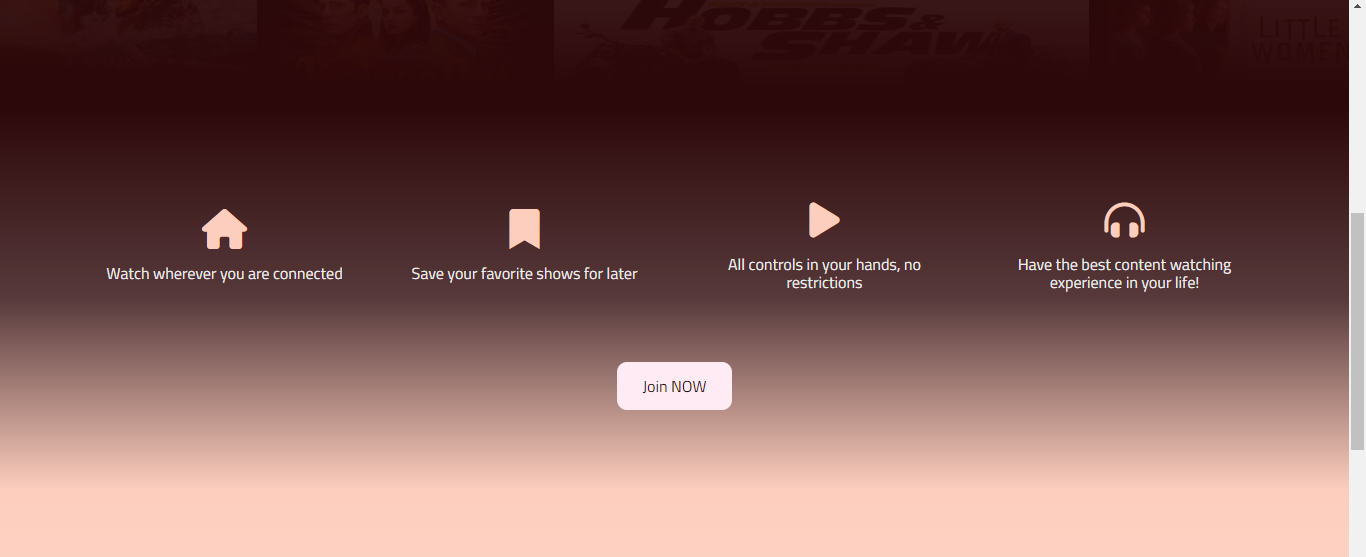 HOBBS &
SHAW
LITTLE
WOMEN
Watch wherever you are connected
Save your favorite shows for later
All controls in your hands, no
restrictions
Have the best content watching
experience in your life!
Join NOW